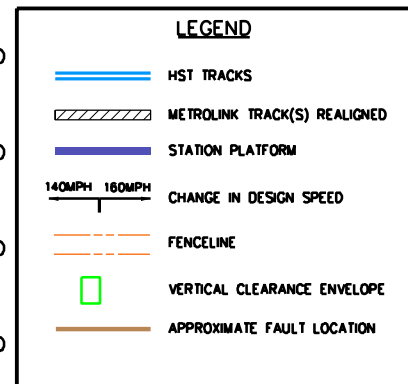 LEGEND
HST TRACKS
METROLINK TRACK(S) REALIGNED
STATION PLATFORM
140MPH 160MPH
CHANGE IN DESIGN SPEED
FENCELINE
VERTICAL CLEARANCE ENVELOPE
APPROXIMATE FAULT LOCATION